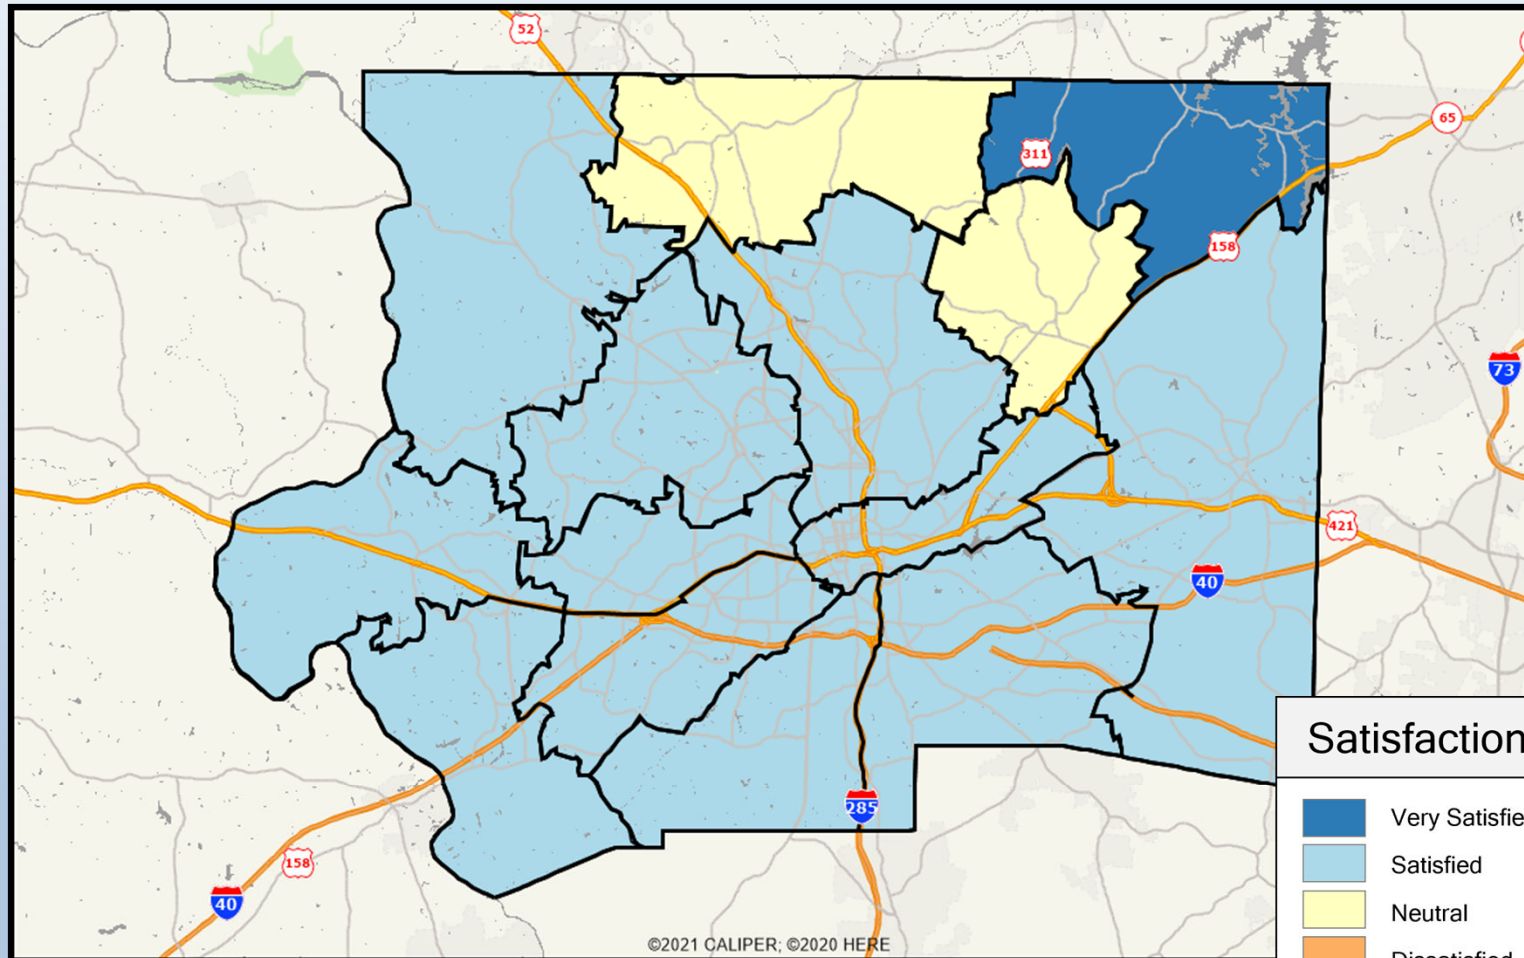 52
65
311
158
73
421
40
285
158
40
Satisfaction
Very Satisfie
Satisfied
Neutral
©2021 CALIPER; ©2020 HERE